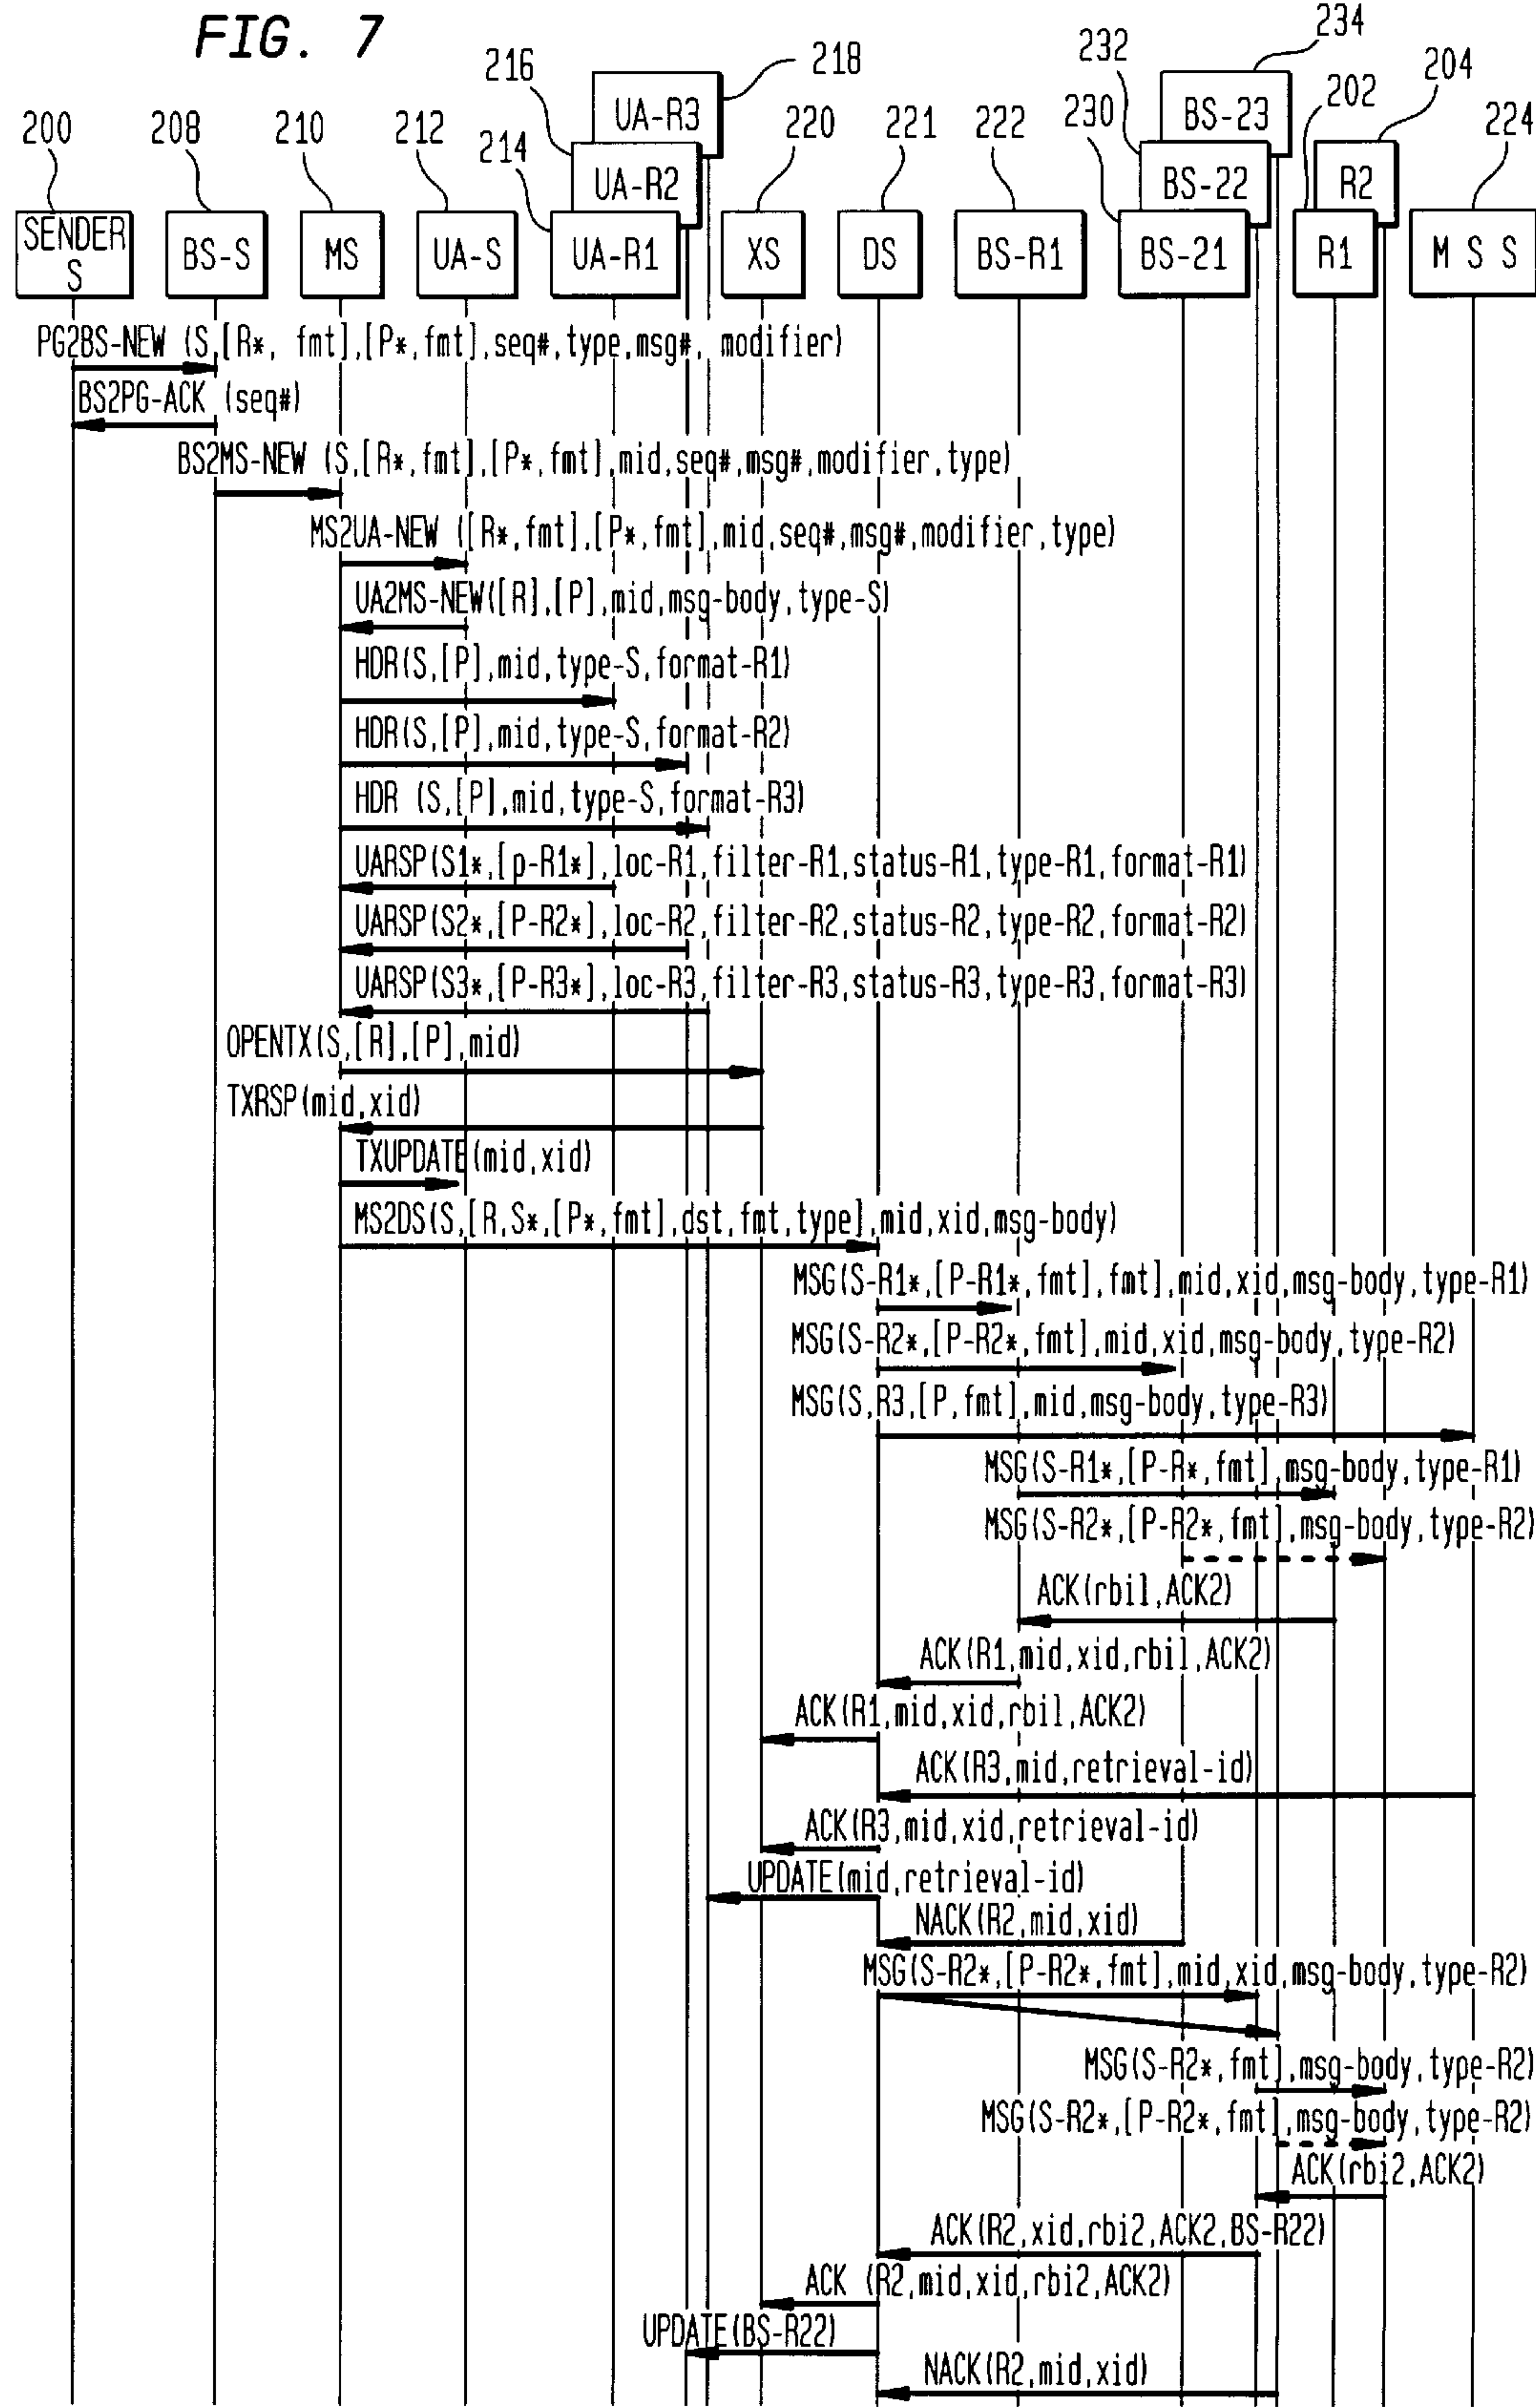 FIG. 7
234
232
218
216
204
202
230
200
208
210
212
214
220
221
222
224
UA-R3
BS-23
UA-R2
BS-22
R2
SENDER
S
BS-S
MS
UA-S
UA-R1
XS
DS
BS-R1
BS-21
R1
M S S
PG2BS-NEW (S,[R*, fmt],[P*,fmt],seq#,type,msg#, modifier)
BS2PG-ACK (seq#)
BS2MS-NEW (S,[R*,fmt],[P*,fmt],mid,seq#,msg#,modifier,type)
MS2UA-NEW ([R*,fmt],[P*,fmt],mid,seq#,msg#,modifier,type)
UA2MS-NEW([R],[P],mid,msg-body,type-S)
HDR(S,[P],mid,type-S,format-R1)
HDR(S,[P],mid,type-S,format-R2)
HDR (S,[P],mid,type-S,format-R3)
UARSP(S1*,[p-R1*],loc-R1,filter-R1,status-R1,type-R1,format-R1)
UARSP(S2*,[P-R2*],loc-R2,filter-R2,status-R2,type-R2,format-R2)
UARSP(S3*,[P-R3*],loc-R3,filter-R3,status-R3,type-R3,format-R3)
OPENTX(S,[R],[P],mid)
TXRSP(mid,xid)
TXUPDATE(mid,xid)
MS2DS(S,[R,S*,[P*,fmt],dst,fmt,type],mid,xid,msg-body)
MSG(S-R1*,[P-R1*,fmt],fmt],mid,xid,msg-body,type-R1)
MSG(S-R2*,[P-R2*,fmt],mid,xid,msg-body,type-R2)
MSG(S,R3,[P,fmt],mid,msg-body,type-R3)
MSG(S-R1*,[P-R*,fmt],msg-body,type-R1)
MSG(S-R2*,[P-R2*,fmt],msg-body,type-R2)
ACK(rbi1,ACK2)
ACK(R1,mid,xid,rbi1,ACK2)
ACK(R1,mid,xid,rbi1,ACK2)
ACK(R3,mid,retrieval-id)
ACK(R3,mid,xid,retrieval-id)
UPDATE(mid,retrieval-id)
NACK(R2,mid,xid)
MSG(S-R2*,[P-R2*,fmt],mid,xid,msg-body,type-R2)
MSG(S-R2*,fmt],msg-body,type-R2)
MSG(S-R2*,[P-R2*,fmt],msg-body,type-R2)
ACK(rbi2,ACK2)
ACK(R2,xid,rbi2,ACK2,BS-R22)
ACK (R2,mid,xid,rbi2,ACK2)
UPDATE(BS-R22)
NACK(R2,mid,xid)